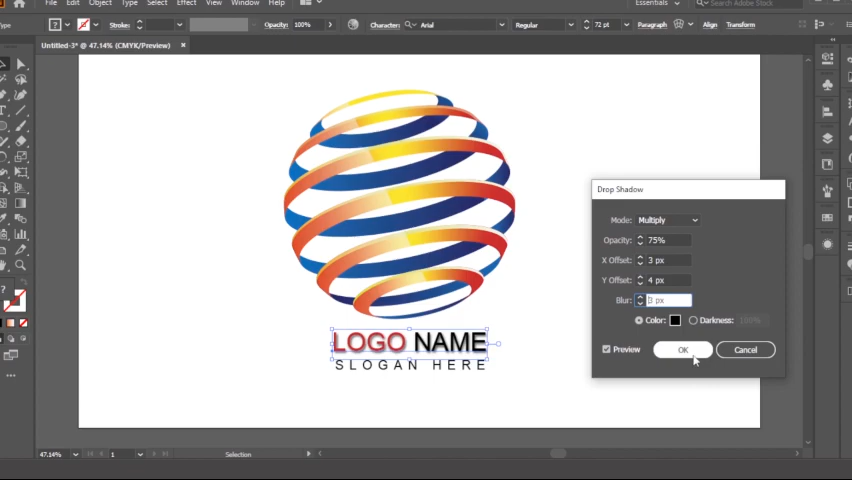 File Edit Object Type Select Effect View Window Help Essentials Search Adobe Stock
Type Stroke: Opacity: 100% Character: Arial Regular 72 pt Paragraph Align Transform
Untitled-3* @ 47.14% (CMYK/Preview) ×
Drop Shadow
Mode: Multiply
Opacity: 75%
X Offset: 3 px
Y Offset: 4 px
Blur: 3 px
Color: Darkness: 100%
Preview OK Cancel
LOGO NAME
SLOGAN HERE
47.14% 1 Selection